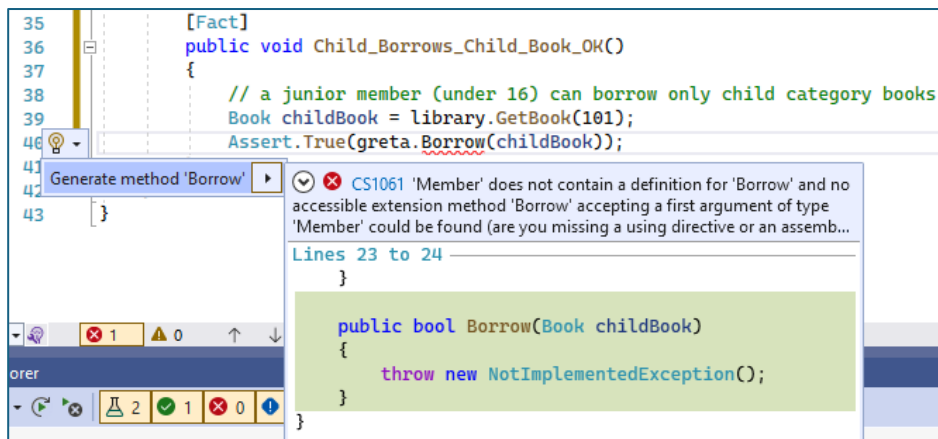 35 [Fact]
36 public void Child_Borrows_Child_Book_OK()
37 {
38 // a junior member (under 16) can borrow only child category books
39 Book childBook = library.GetBook(101);
40 Assert.True(greta.Borrow(childBook));
41
Generate method 'Borrow'
42
43 }
CS1061 'Member' does not contain a definition for 'Borrow' and no
accessible extension method 'Borrow' accepting a first argument of type
'Member' could be found (are you missing a using directive or an assemb...
Lines 23 to 24
}
public bool Borrow(Book childBook)
{
throw new NotImplementedException();
}
}
1 0
orer
2 1 0